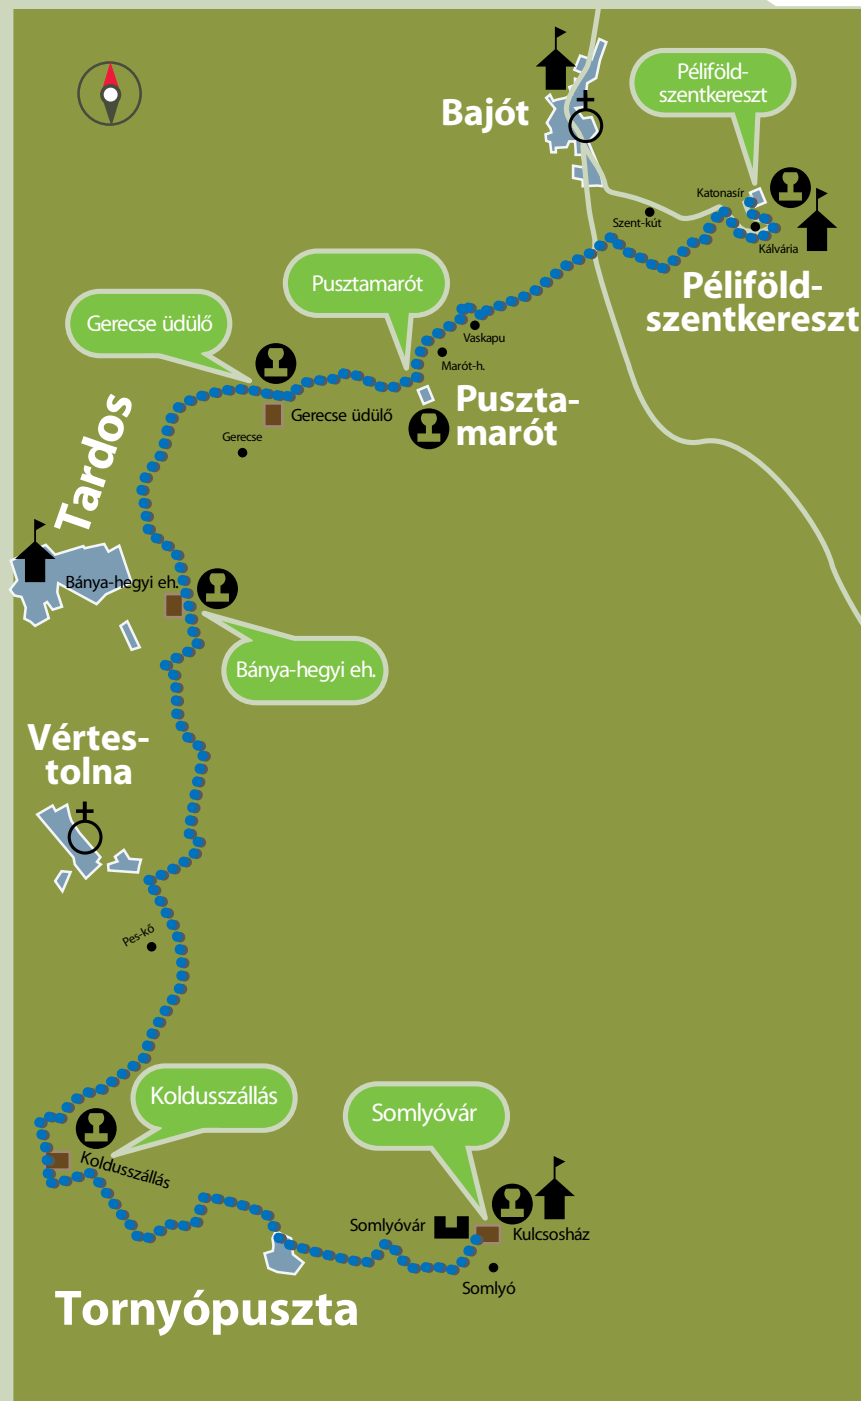 Péliföld-
szentkereszt
Bajót
Katonasír
Szent-kút
Kálvária
Péliföld-
szentkereszt
Pusztamarót
Gerecse üdülő
Vaskapu
Marót-h.
Puszta-
marót
Gerecse üdülő
Gerecse
Tardos
Bánya-hegyi eh.
Bánya-hegyi eh.
Vértes-
tolna
Pes-kő
Koldusszállás
Somlyóvár
Koldusszállás
Somlyóvár
Kulcsosház
Somlyó
Tornyópuszta